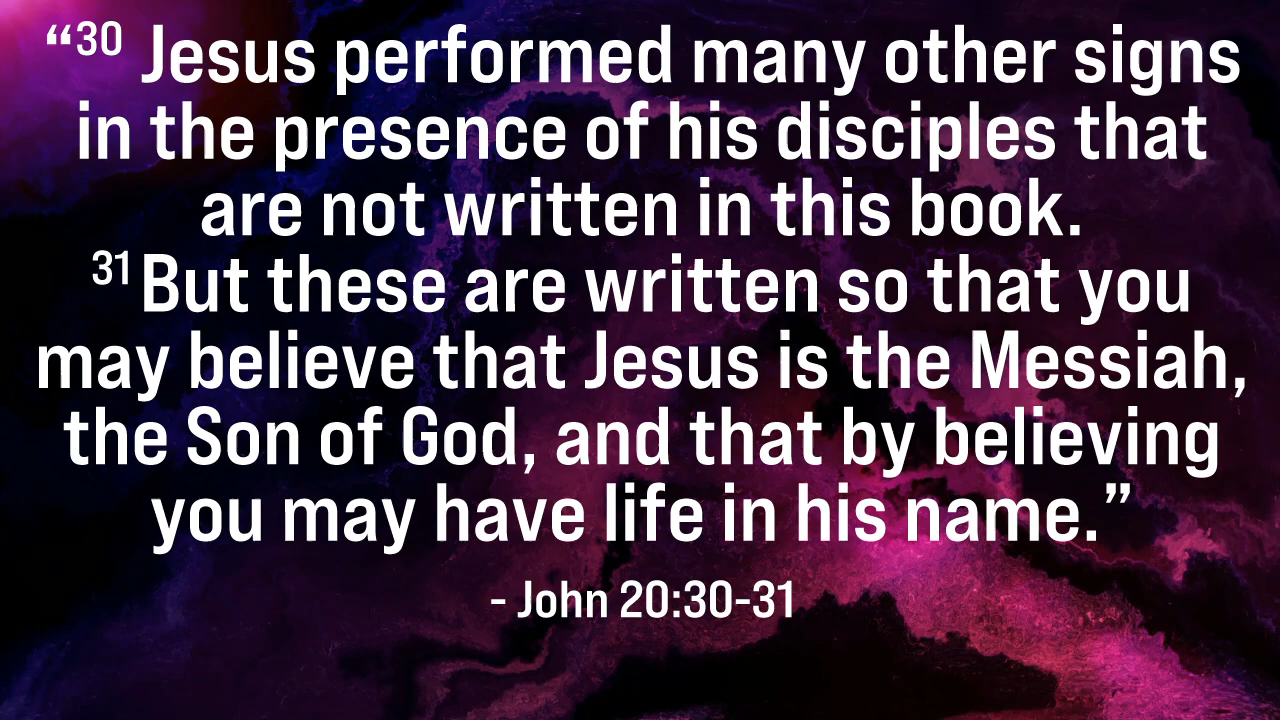 “30 Jesus performed many other signs
in the presence of his disciples that
are not written in this book.
31 But these are written so that you
may believe that Jesus is the Messiah,
the Son of God, and that by believing
you may have life in his name.”
- John 20:30-31